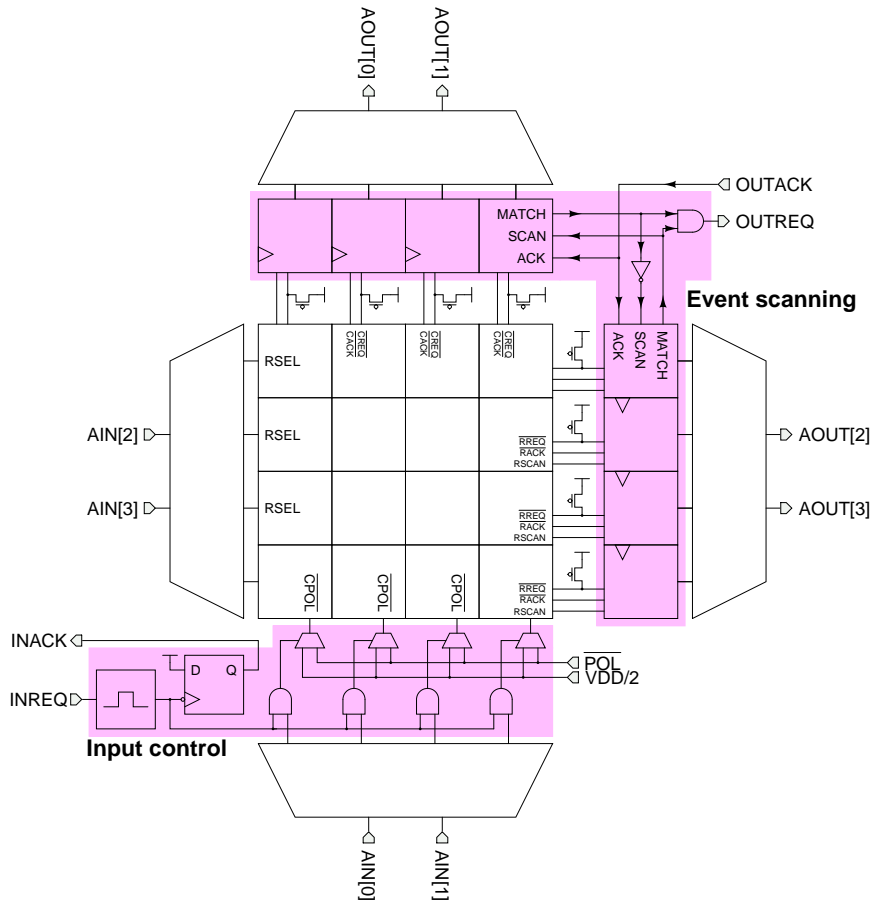 AOUT[0]
AOUT[1]
OUTACK
MATCH
OUTREQ
SCAN
ACK
Event scanning
CREQ
CACK
CREQ
CACK
CREQ
CACK
ACK
SCAN
MATCH
RSEL
AIN[2]
RSEL
RREQ
RACK
RSCAN
AOUT[2]
AIN[3]
RSEL
RREQ
RACK
RSCAN
AOUT[3]
CPOL
CPOL
CPOL
RREQ
RACK
RSCAN
INACK
D
Q
POL
VDD/2
INREQ
Input control
AIN[0]
AIN[1]